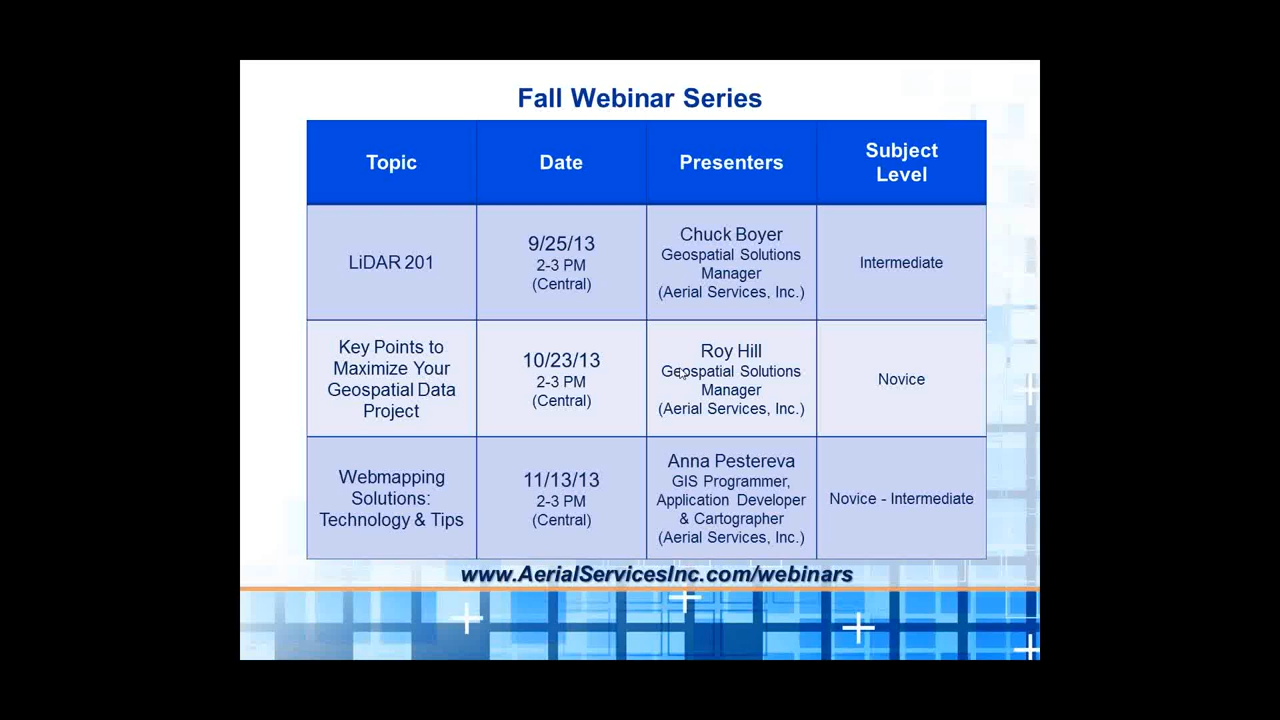 Fall Webinar Series
Topic
Date
Presenters
Subject
Level
LiDAR 201
9/25/13
2-3 PM
(Central)
Chuck Boyer
Geospatial Solutions
Manager
(Aerial Services, Inc.)
Intermediate
Key Points to
Maximize Your
Geospatial Data
Project
10/23/13
2-3 PM
(Central)
Roy Hill
Geospatial Solutions
Manager
(Aerial Services, Inc.)
Novice
Webmapping
Solutions:
Technology & Tips
11/13/13
2-3 PM
(Central)
Anna Pestereva
GIS Programmer,
Application Developer
& Cartographer
(Aerial Services, Inc.)
Novice - Intermediate
www.AerialServicesInc.com/webinars